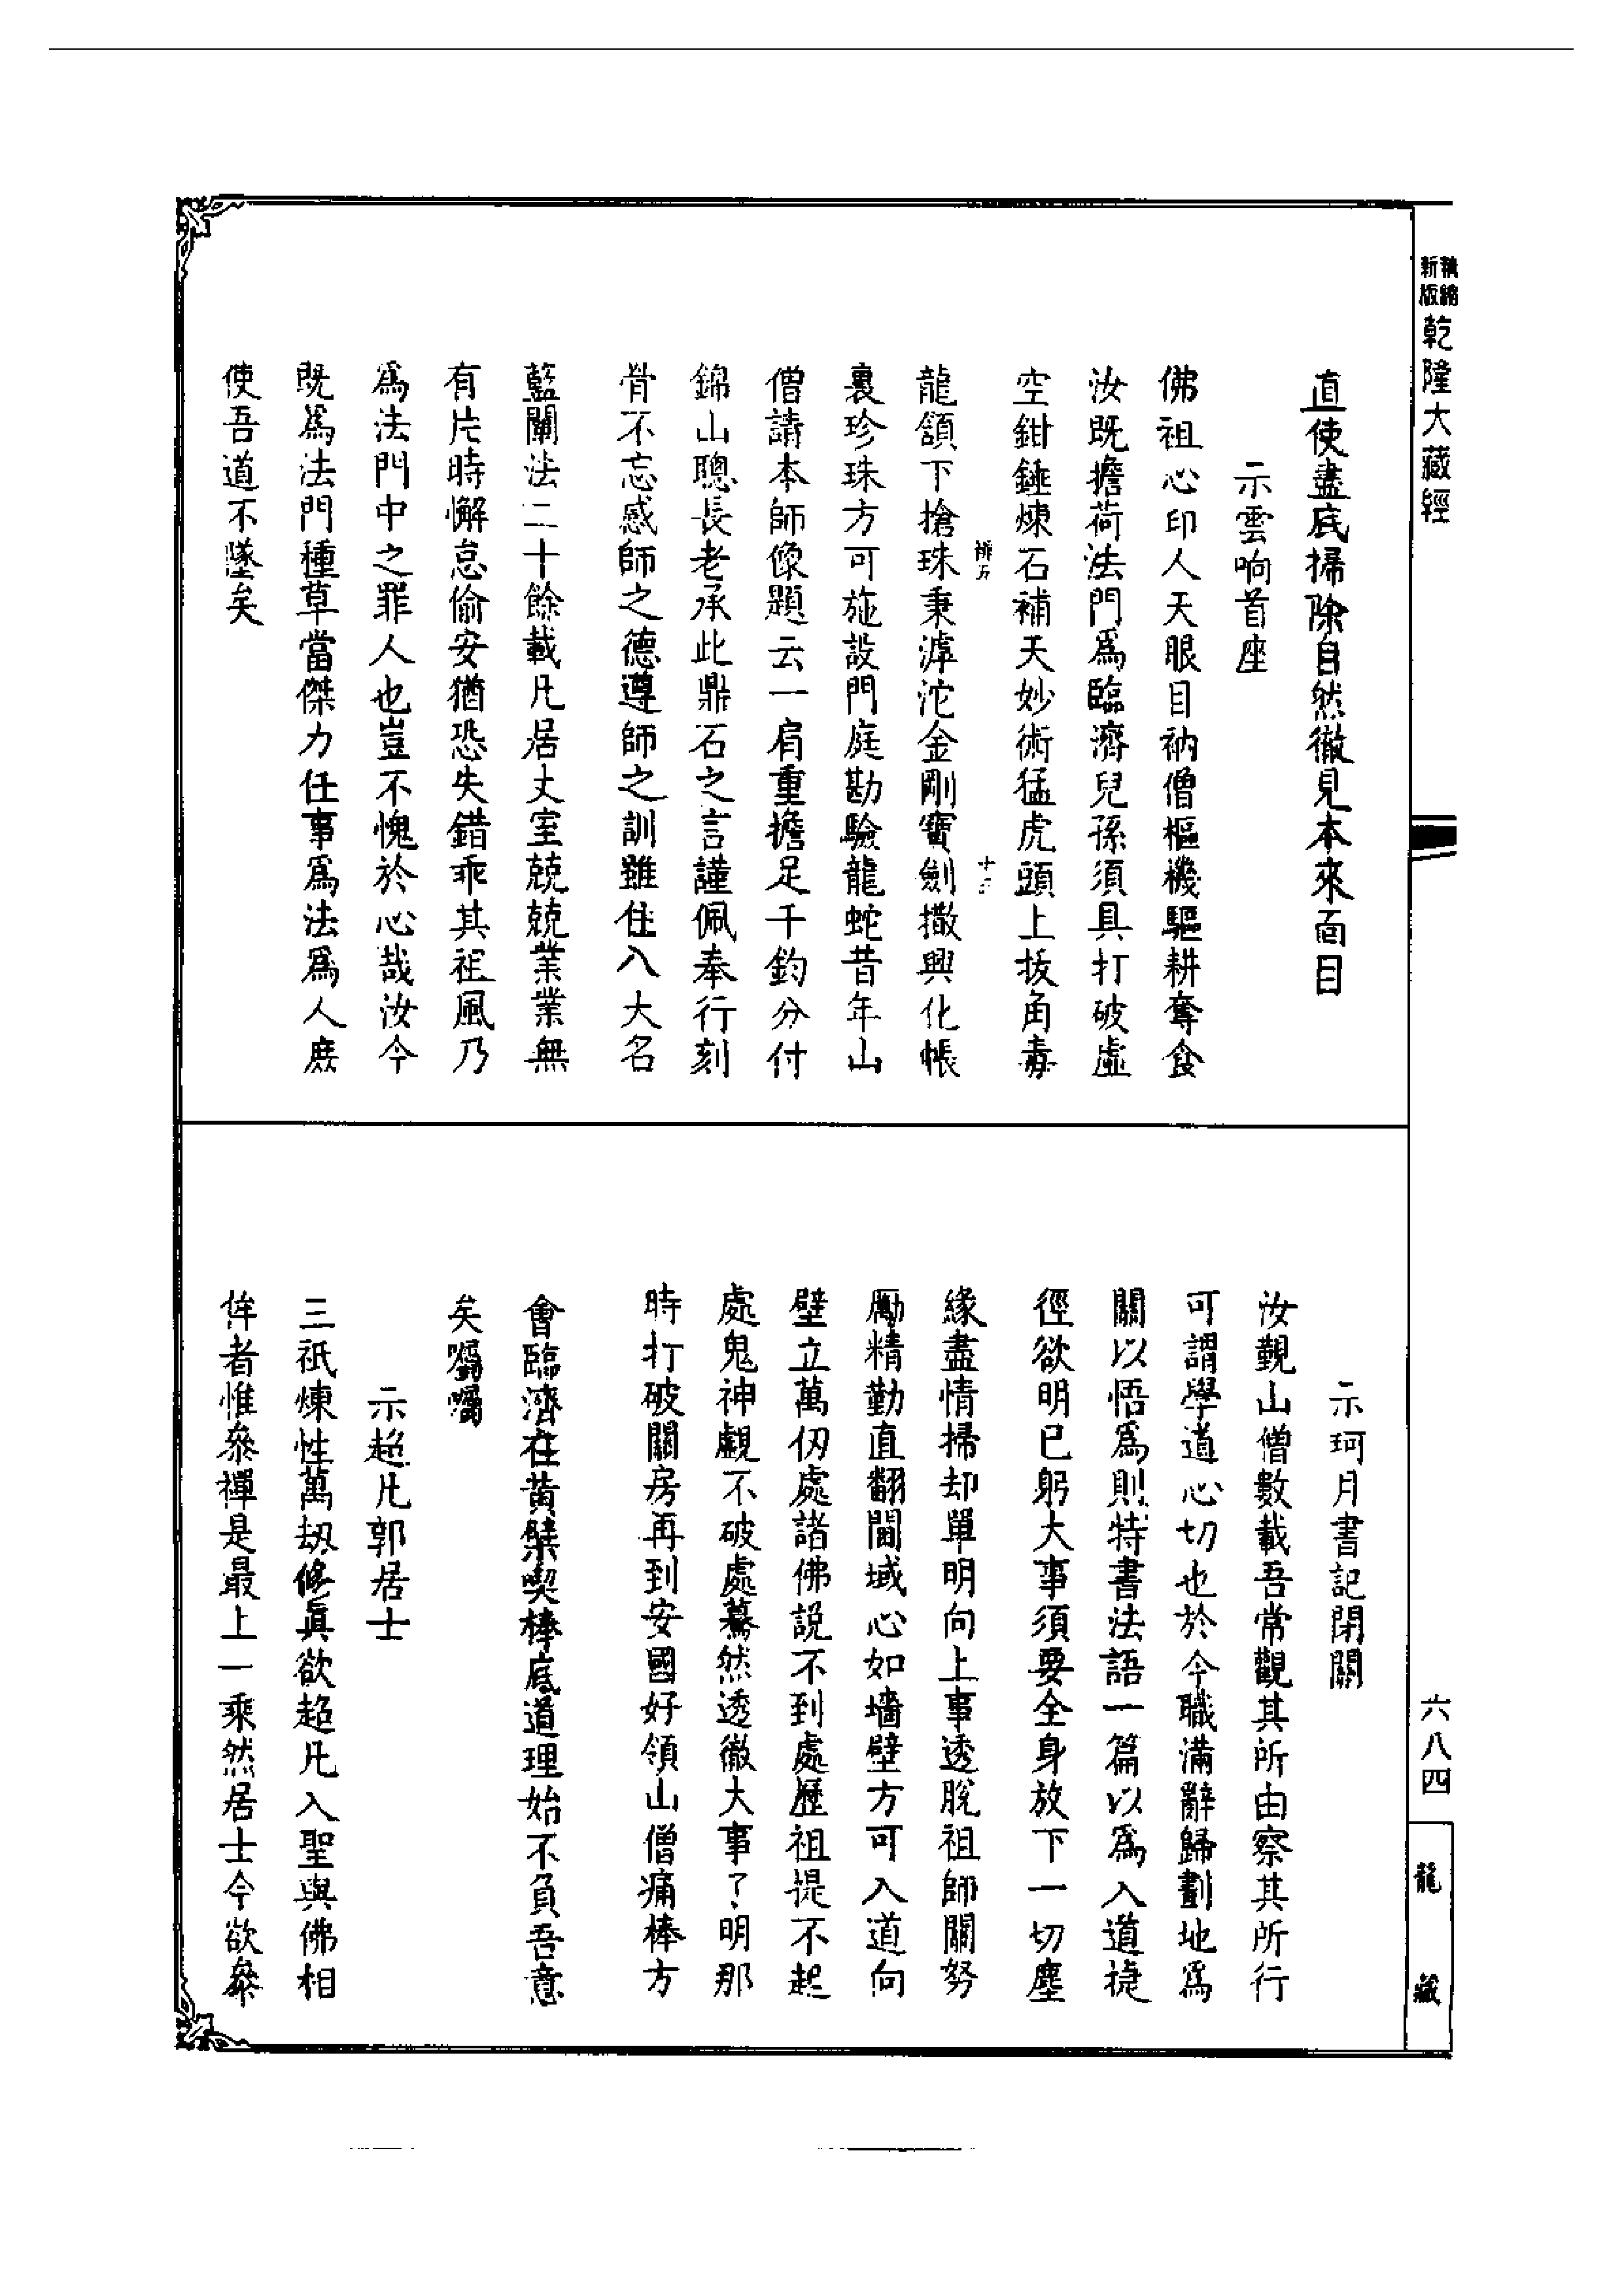 新版精縮
乾隆大藏經
直使盡底掃除自然徹見本來面目
示雲峋首座
佛祖心印人天眼目衲僧樞機驅耕奪食
汝既擔荷法門爲臨濟兒孫須具打破虛
空鉗錘煉石補天妙術猛虎頭上拔角毒
龍頷下搶珠秉滹沱金剛寶劍撒興化帳
裏珍珠方可施設門庭勘驗龍蛇昔年山
僧請本師像題云一肩重擔足千鈞分付
錦山聰長老承此鼎石之言謹佩奉行刻
骨不忘感師之德遵師之訓雖住八大名
藍闡法二十餘載凡居丈室兢兢業業無
有片時懈怠偷安猶恐失錯乖其祖風乃
爲法門中之罪人也豈不愧於心哉汝今
既爲法門種草當傑力任事爲法爲人庶
使吾道不墜矣
示珂月書記閉關
汝觀山僧數載吾常觀其所由察其所行
可謂學道心切也於今職滿辭歸劃地爲
關以悟爲則特書法語一篇以爲入道捷
徑欲明已躬大事須要全身放下一切塵
緣盡情掃却單明向上事透脫祖師關努
勵精勤直翻閫域心如墻壁方可入道向
壁立萬仞處諸佛説不到處歷祖提不起
處鬼神覷不破處驀然透徹大事了明那
時打破關房再到安國好領山僧痛棒方
會臨濟在黄檗喫棒底道理始不負吾意
矣囑囑
示超凡郭居士
三祇煉性萬劫修眞欲超凡入聖與佛相
侔者惟叅禪是最上一乘然居士今欲叅
六八四
龍藏